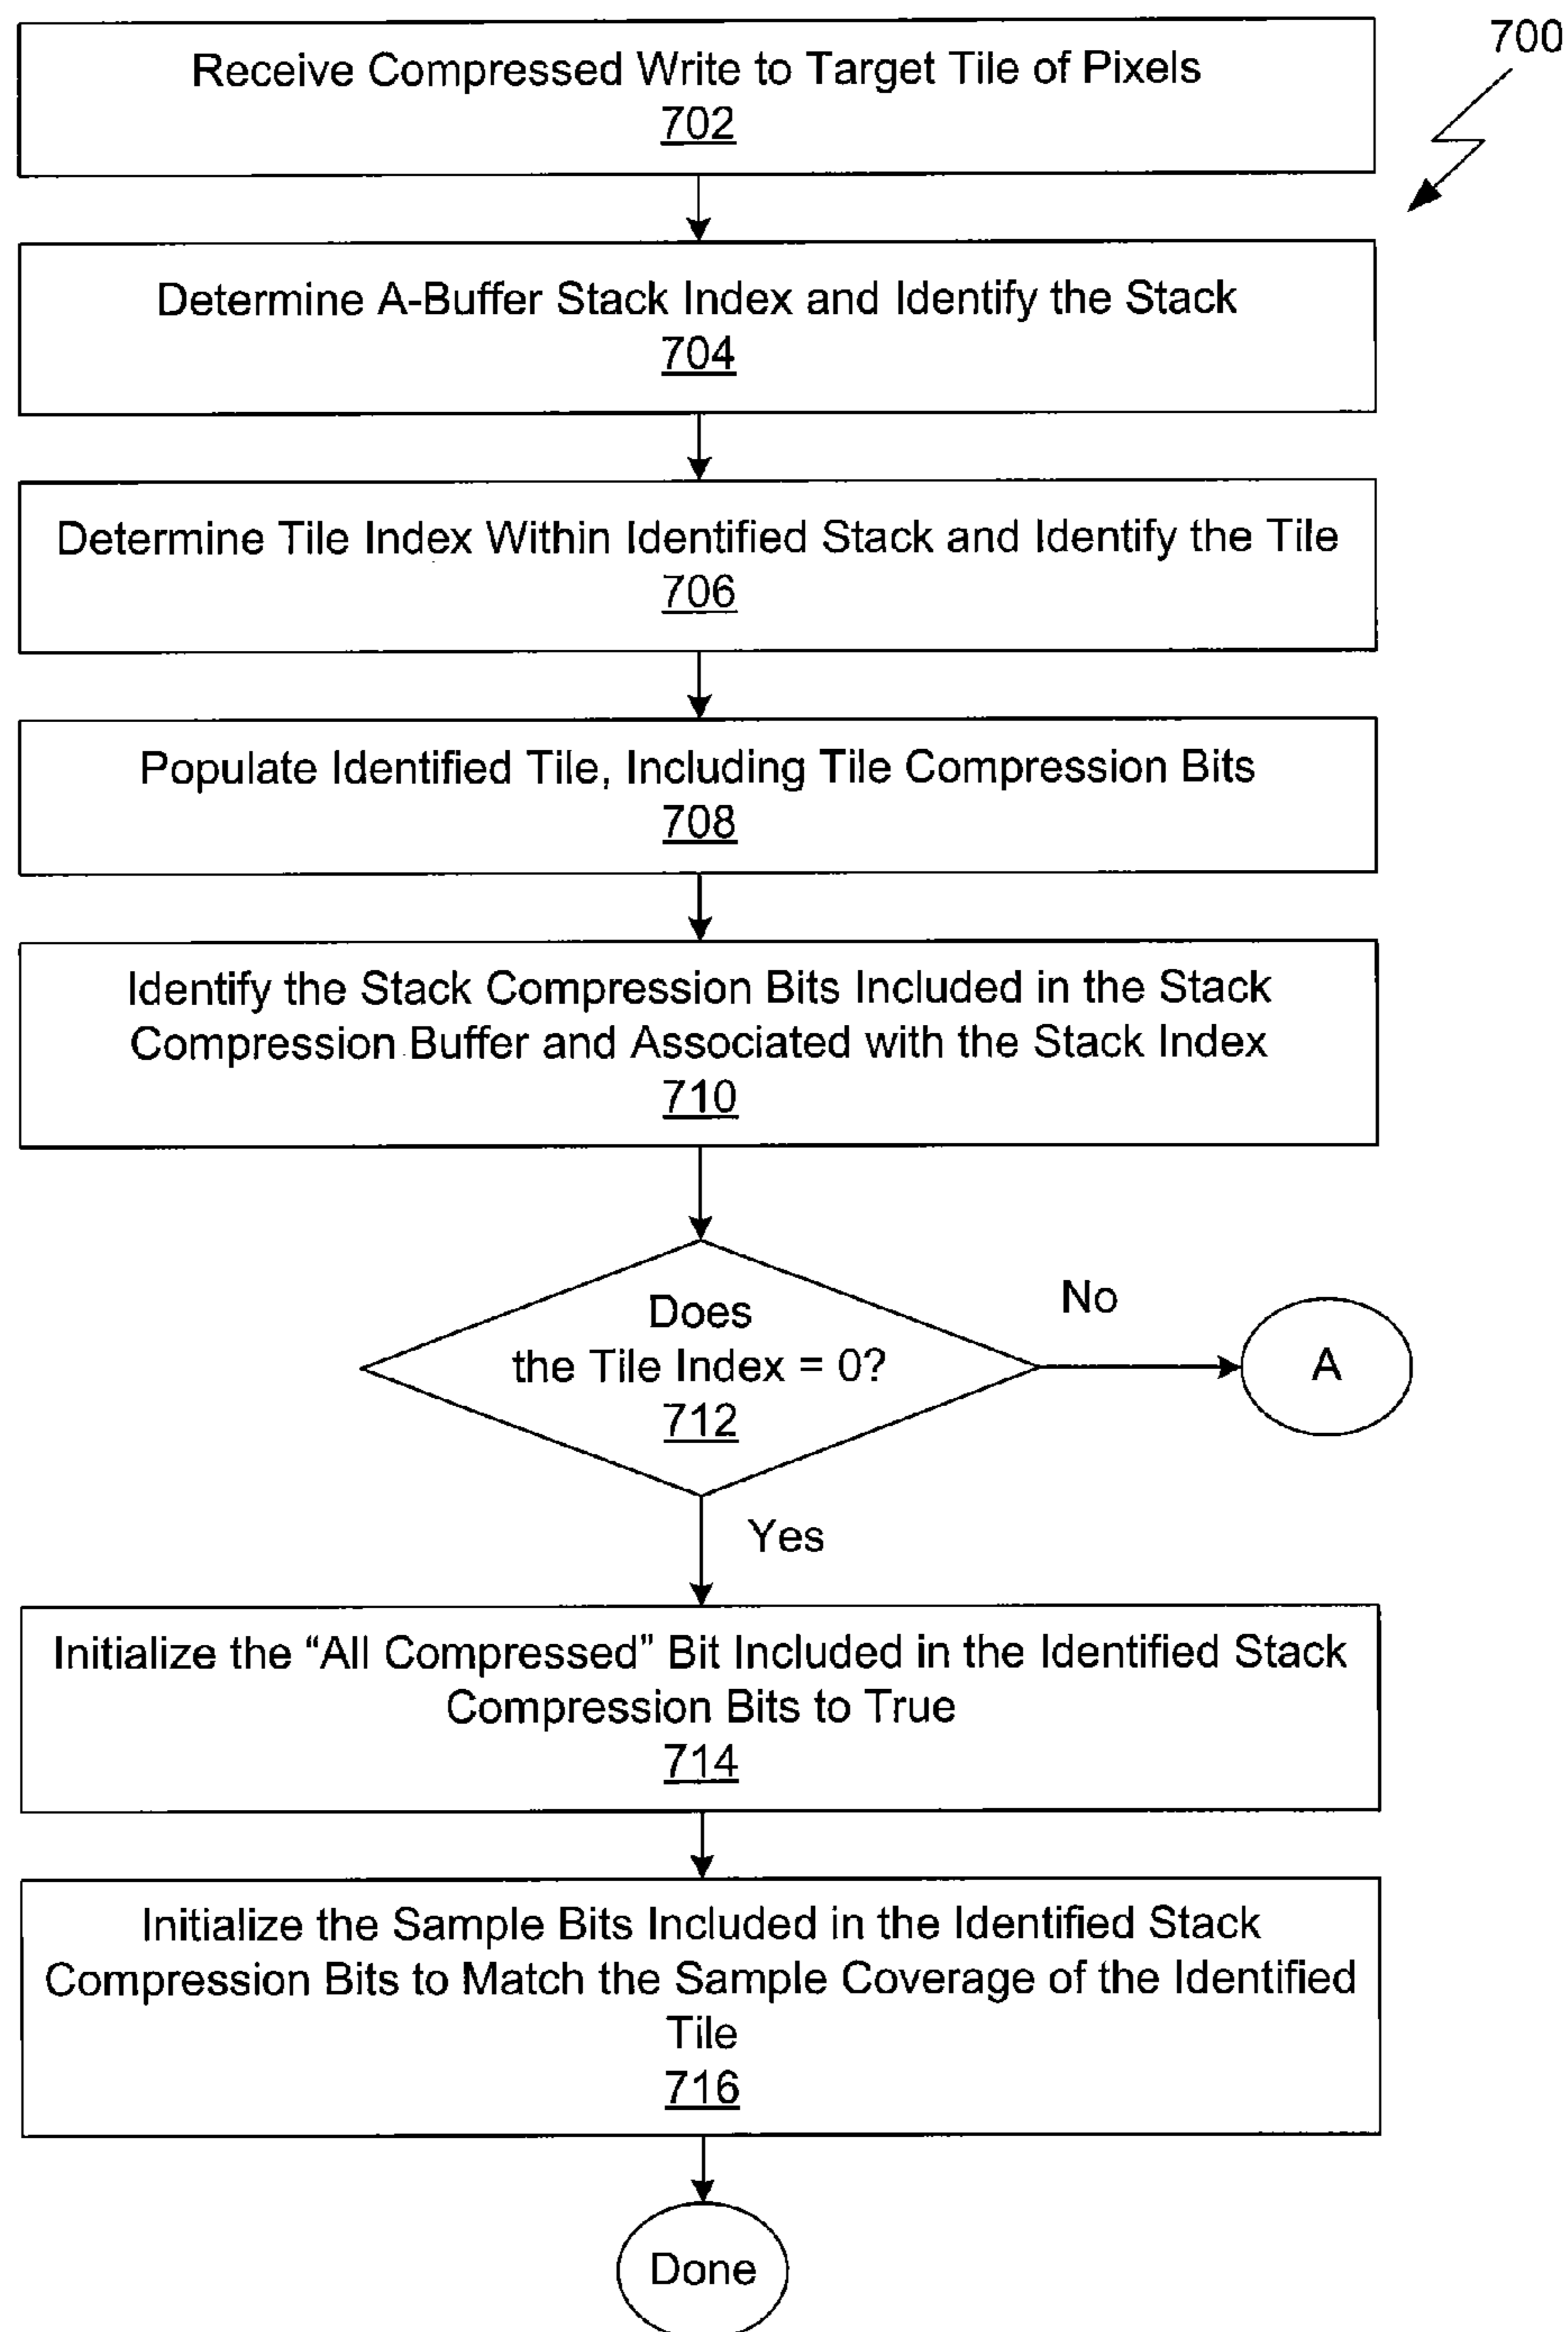 700
Receive Compressed Write to Target Tile of Pixels
702
Determine A-Buffer Stack Index and Identify the Stack
704
Determine Tile Index Within Identified Stack and Identify the Tile
706
Populate Identified Tile, Including Tile Compression Bits
708
Identify the Stack Compression Bits Included in the Stack
Compression Buffer and Associated with the Stack Index
710
Does
the Tile Index = 0?
712
No
A
Yes
Initialize the “All Compressed” Bit Included in the Identified Stack
Compression Bits to True
714
Initialize the Sample Bits Included in the Identified Stack
Compression Bits to Match the Sample Coverage of the Identified
Tile
716
Done